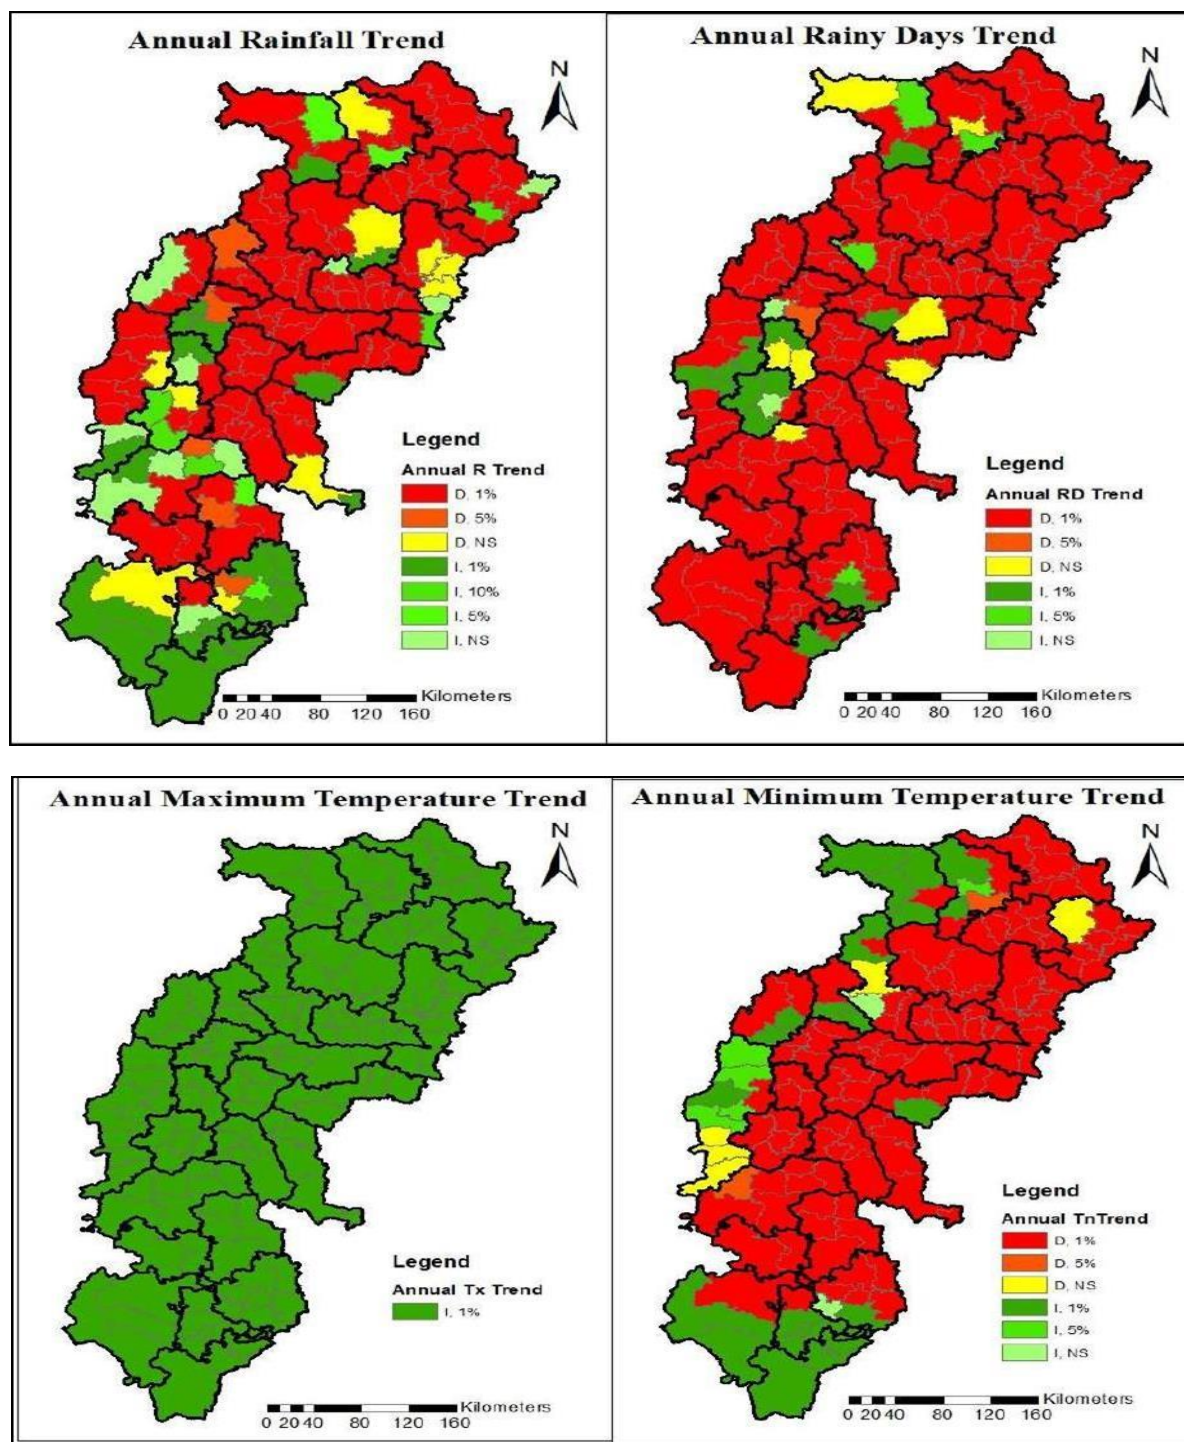 Annual Rainfall Trend
N
Legend
Annual R Trend
D, 1%
D, 5%
D, NS
I, 1%
I, 10%
I, 5%
I, NS
Kilometers
0 20 40 80 120 160
Annual Rainy Days Trend
N
Legend
Annual RD Trend
D, 1%
D, 5%
D, NS
I, 1%
I, 5%
I, NS
Kilometers
0 20 40 80 120 160
Annual Maximum Temperature Trend
N
Legend
Annual Tx Trend
I, 1%
Kilometers
0 20 40 80 120 160
Annual Minimum Temperature Trend
N
Legend
Annual TnTrend
D, 1%
D, 5%
D, NS
I, 1%
I, 5%
I, NS
Kilometers
0 20 40 80 120 160